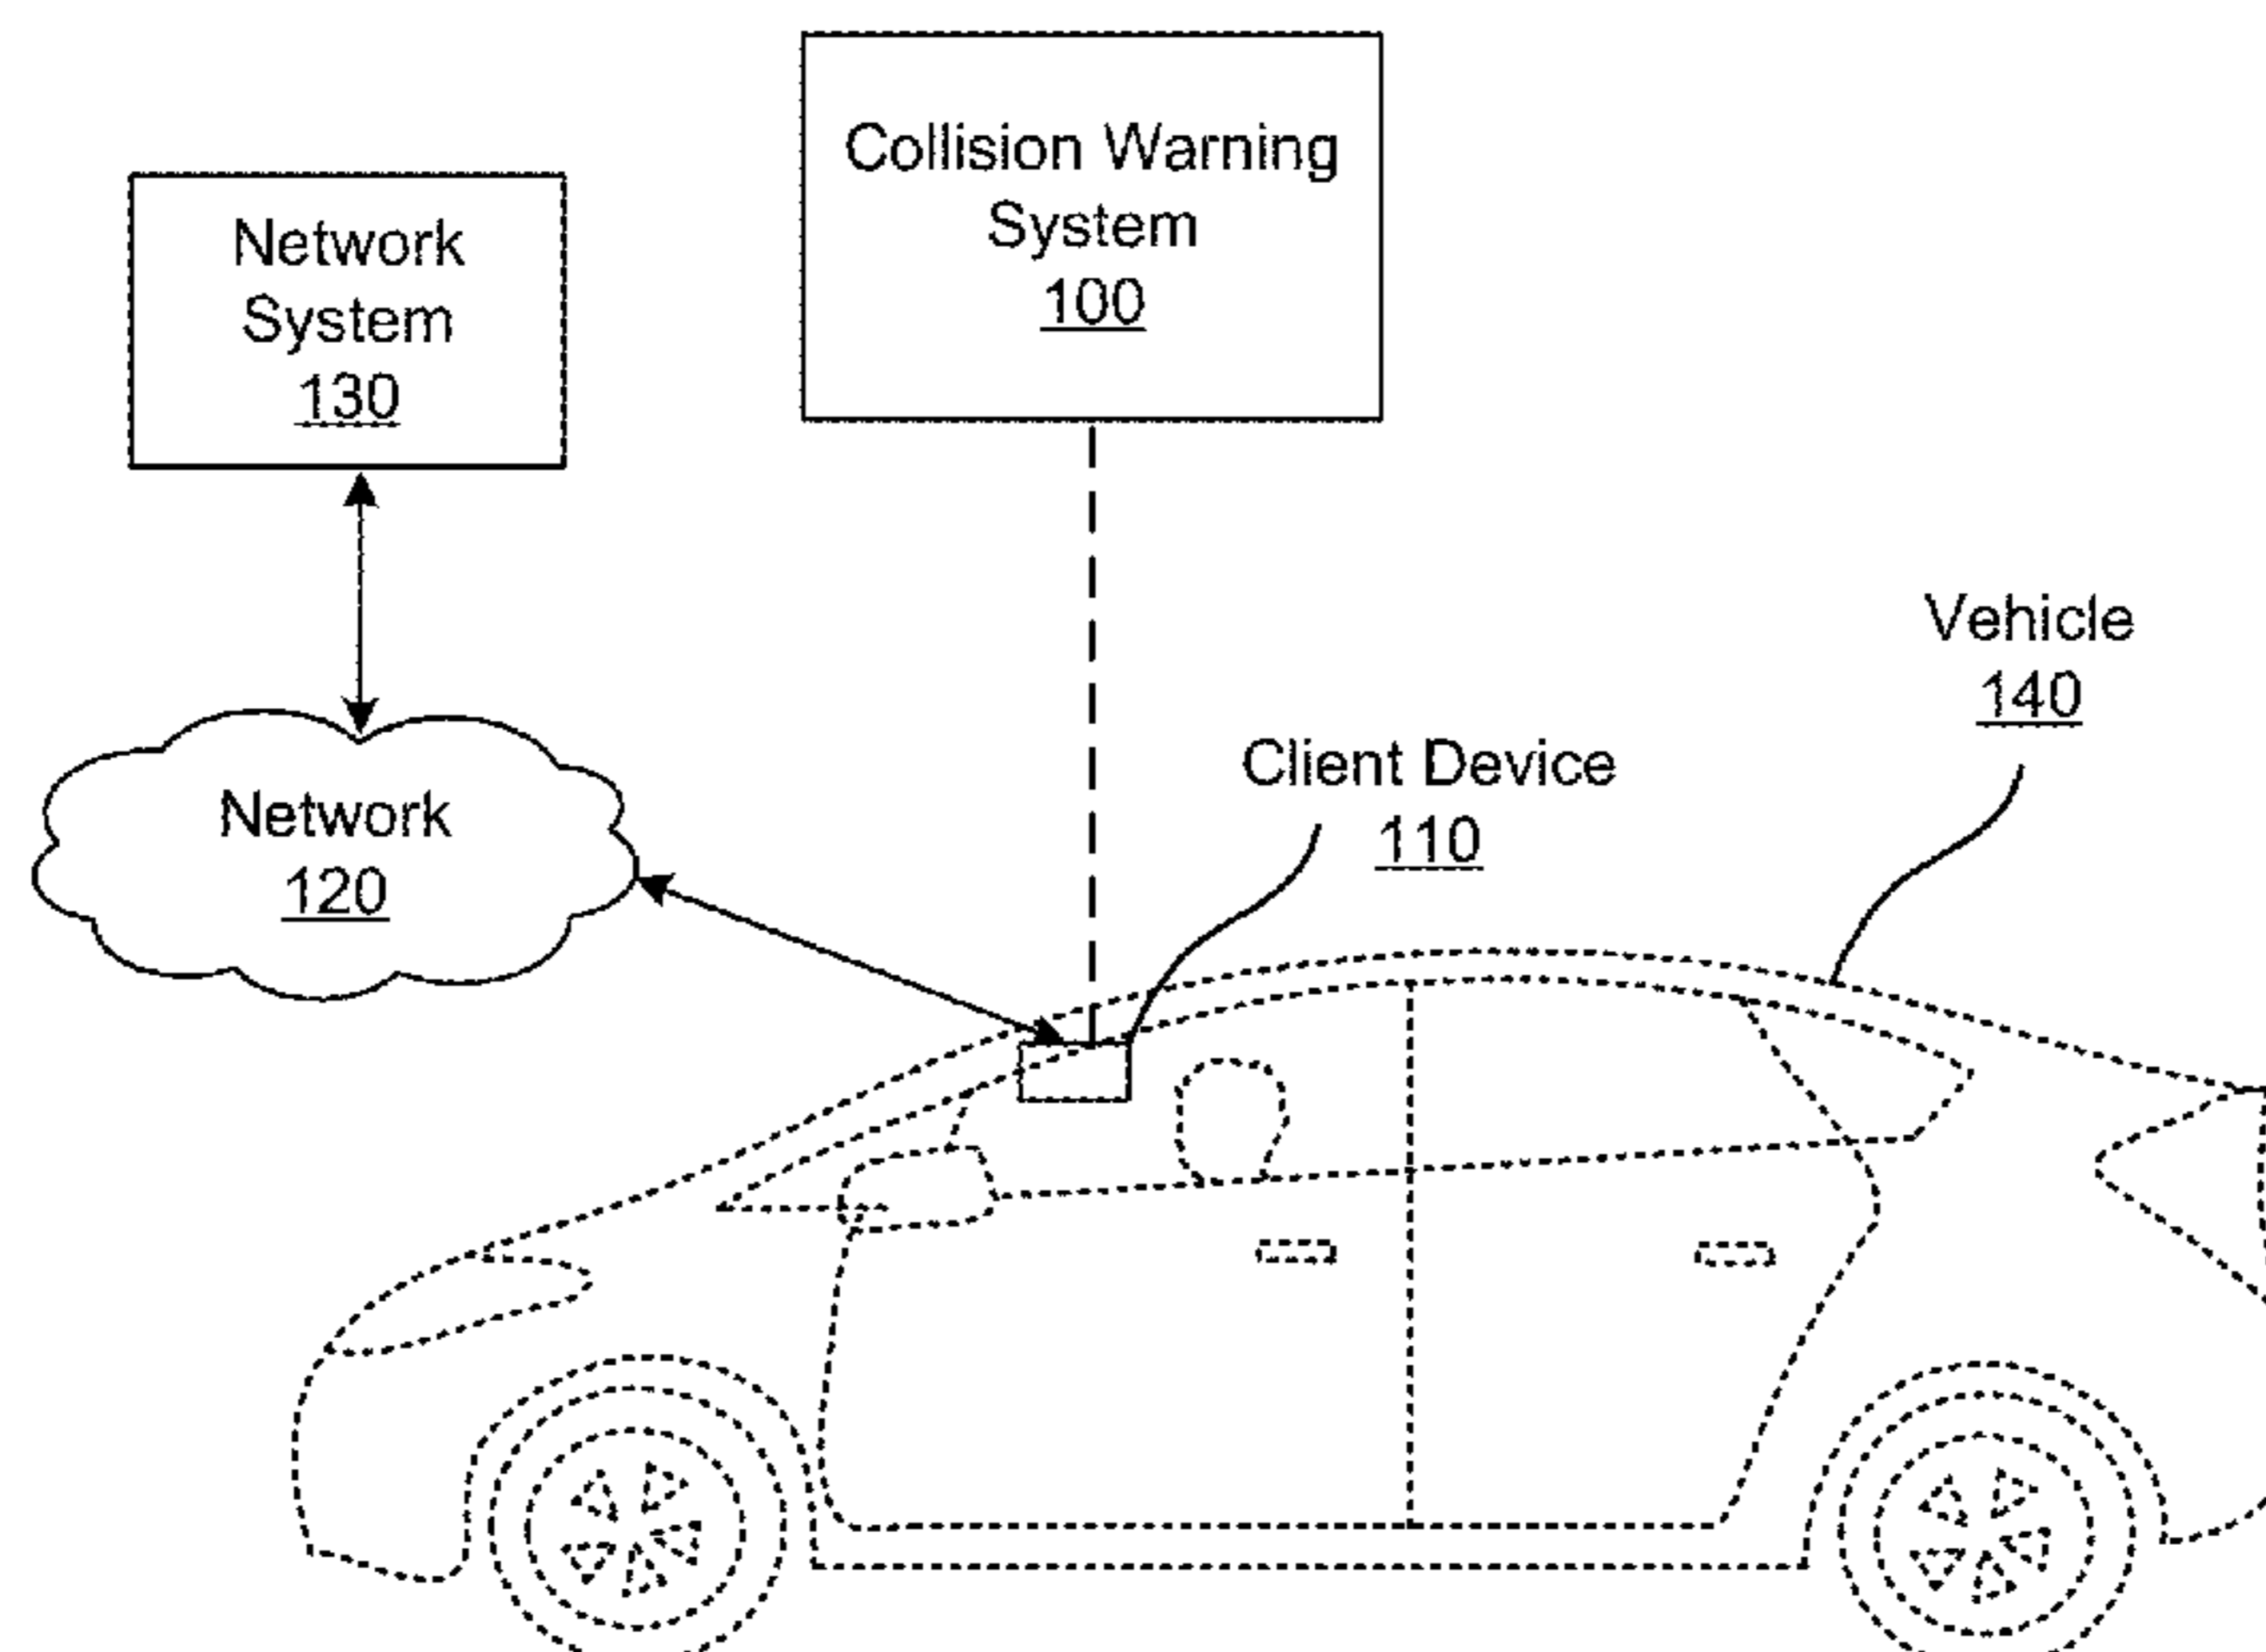 Collision Warning
System
100
Network
System
130
Vehicle
140
Client Device
110
Network
120